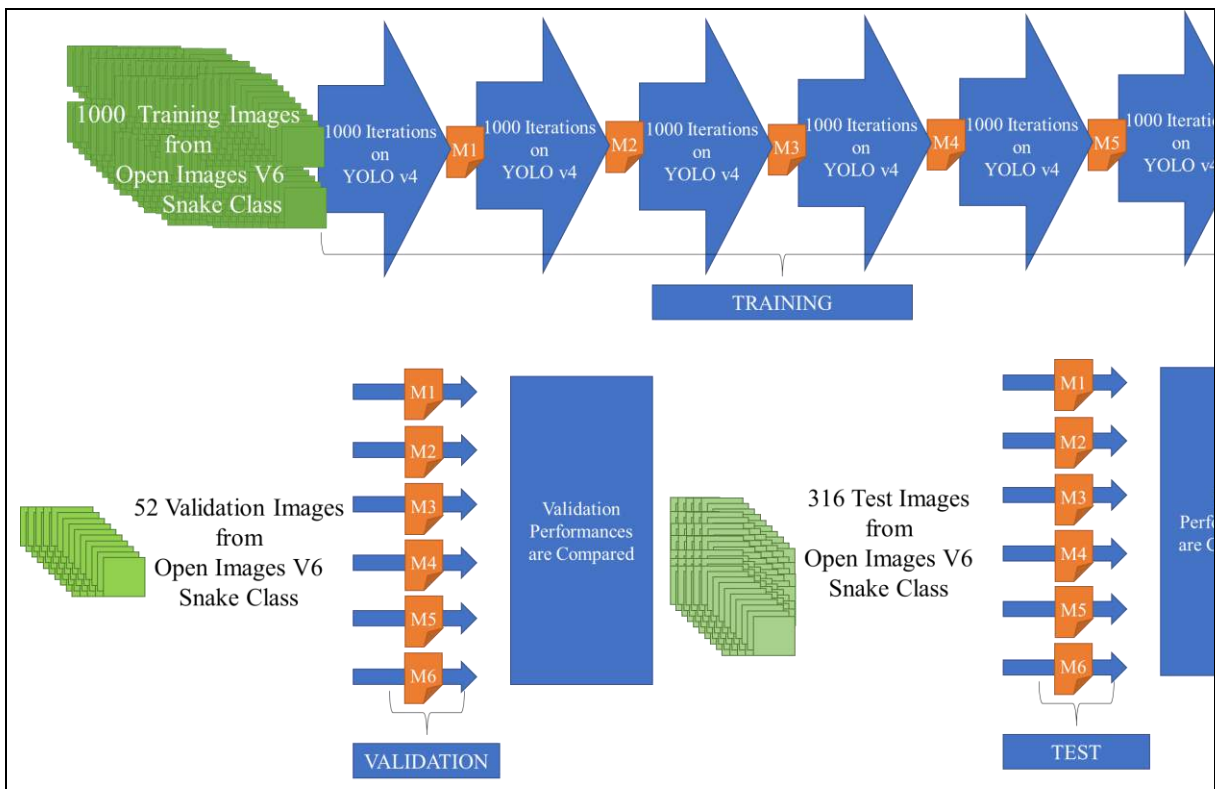 1000 Training Images
from
Open Images V6
Snake Class
1000 Iterations
on
YOLO v4
M1
1000 Iterations
on
YOLO v4
M2
1000 Iterations
on
YOLO v4
M3
1000 Iterations
on
YOLO v4
M4
1000 Iterations
on
YOLO v4
M5
1000 Iterations
on
YOLO v4
TRAINING
52 Validation Images
from
Open Images V6
Snake Class
M1
M2
M3
M4
M5
M6
VALIDATION
Validation
Performances
are Compared
316 Test Images
from
Open Images V6
Snake Class
M1
M2
M3
M4
M5
M6
TEST
are